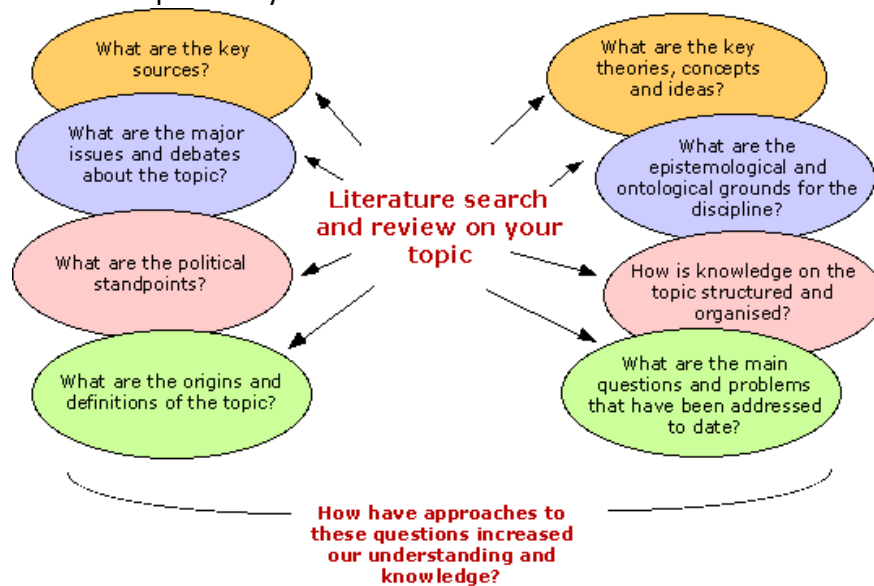 What are the key
sources?
What are the major
issues and debates
about the topic?
What are the political
standpoints?
What are the origins and
definitions of the topic?
Literature search
and review on your
topic
What are the key
theories, concepts
and ideas?
What are the
epistemological and
ontological grounds for the
discipline?
How is knowledge on the
topic structured and
organised?
What are the main
questions and problems
that have been addressed
to date?
How have approaches to
these questions increased
our understanding and
knowledge?